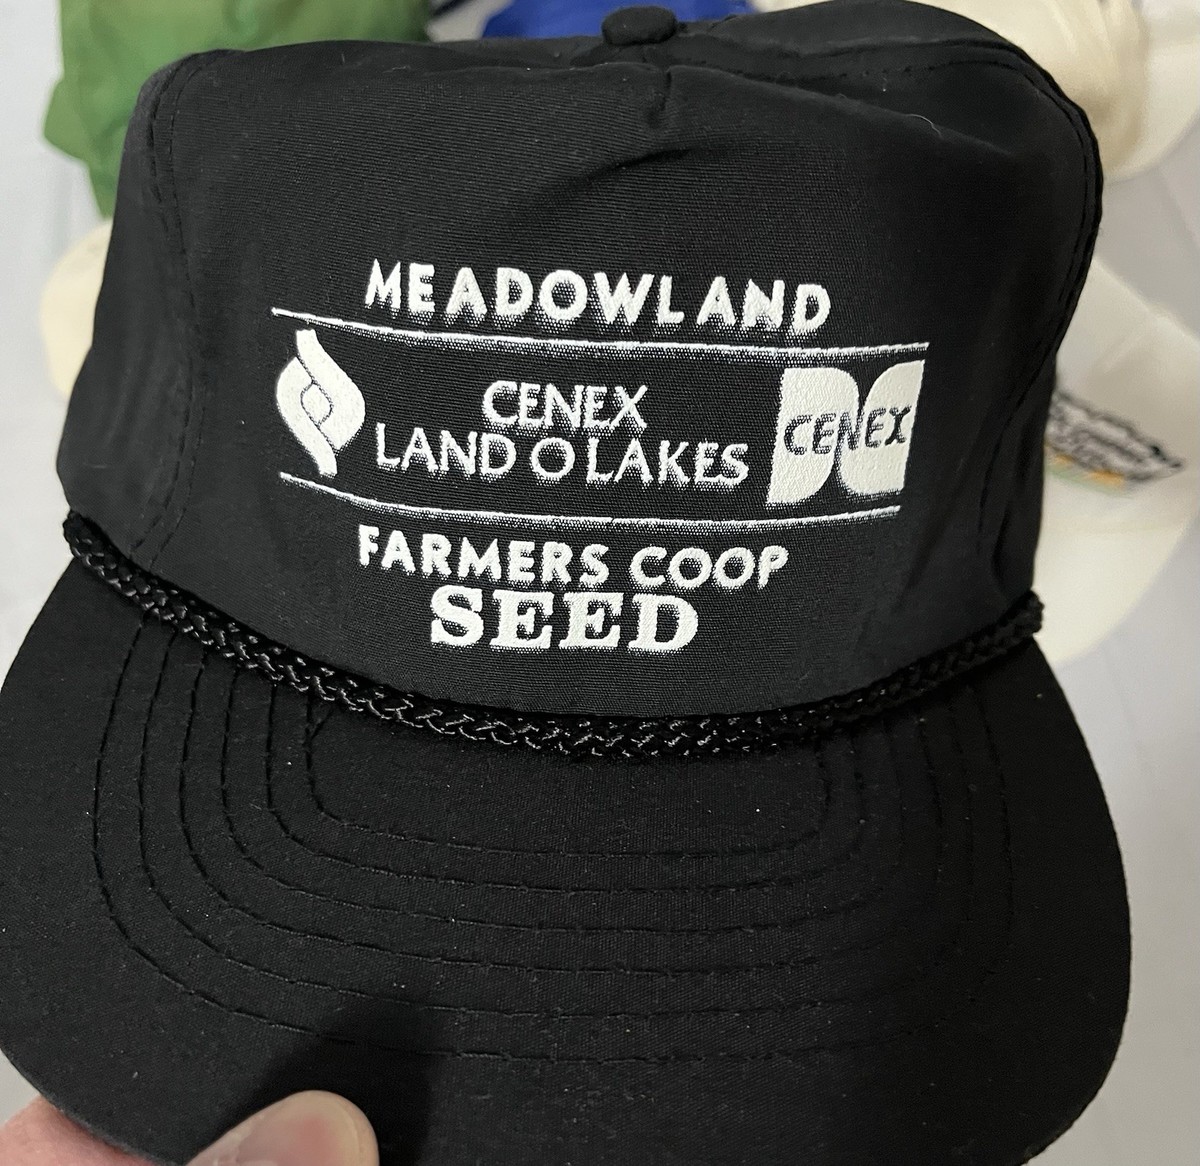 MEADOWLAND
CENEX
LAND O LAKES
CENEX
FARMERS COOP
SEED